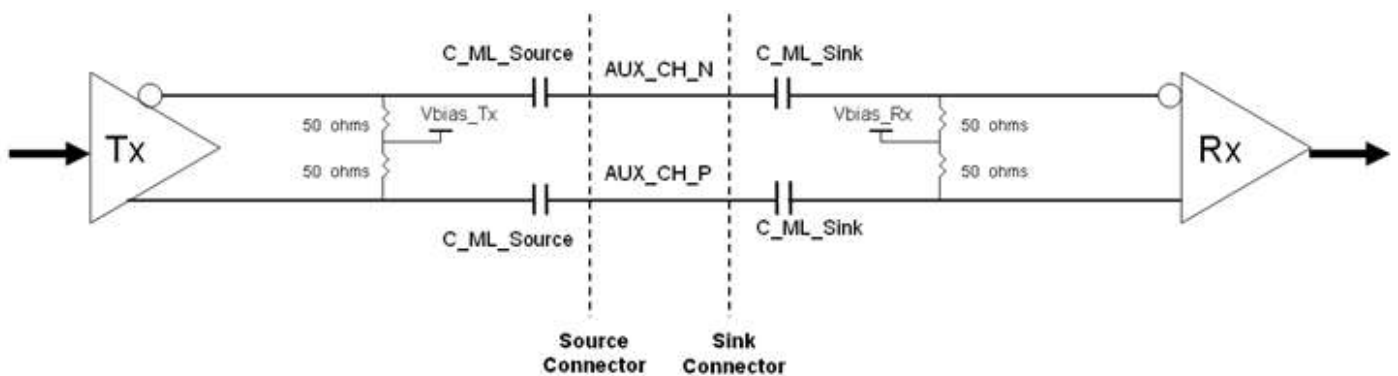 C_ML_Source
AUX_CH_N
C_ML_Sink
Vbias_Tx
Vbias_Rx
50 ohms
50 ohms
Tx
Rx
50 ohms
50 ohms
AUX_CH_P
C_ML_Source
C_ML_Sink
Source
Connector
Sink
Connector